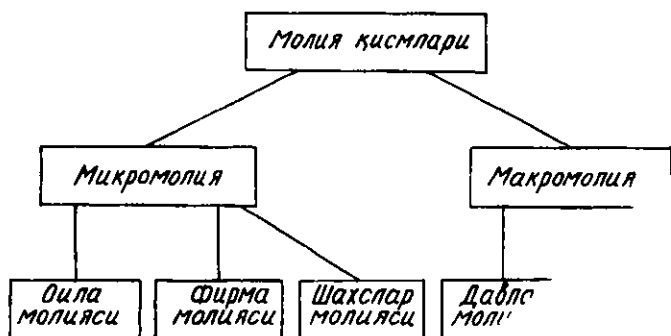 Молия қисмлари
Микромолия
Макромолия
Оила
молияси
Фирма
молияси
Шахслар
молияси